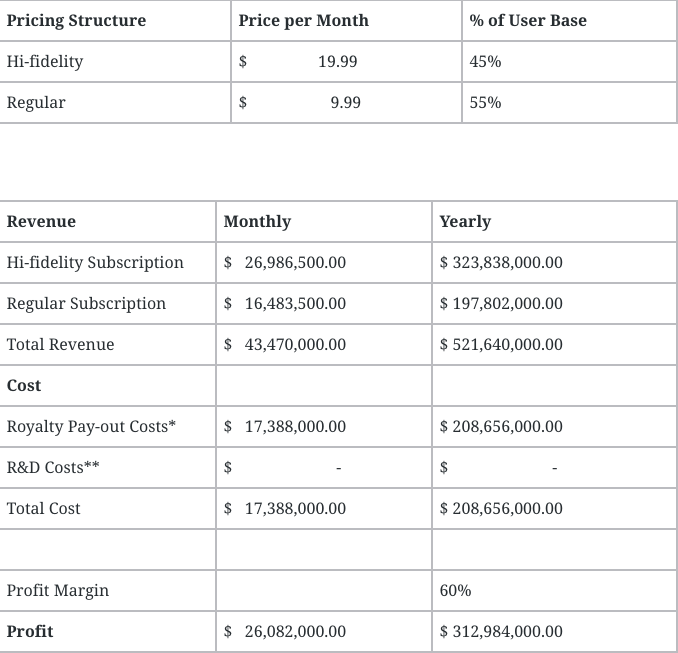 Pricing Structure Price per Month % of User Base
Hi-fidelity $ 19.99 45%
Regular $ 9.99 55%
Revenue Monthly Yearly
Hi-fidelity Subscription $ 26,986,500.00 $ 323,838,000.00
Regular Subscription $ 16,483,500.00 $ 197,802,000.00
Total Revenue $ 43,470,000.00 $ 521,640,000.00
Cost
Royalty Pay-out Costs* $ 17,388,000.00 $ 208,656,000.00
R&D Costs** $ - $ -
Total Cost $ 17,388,000.00 $ 208,656,000.00
Profit Margin 60%
Profit $ 26,082,000.00 $ 312,984,000.00